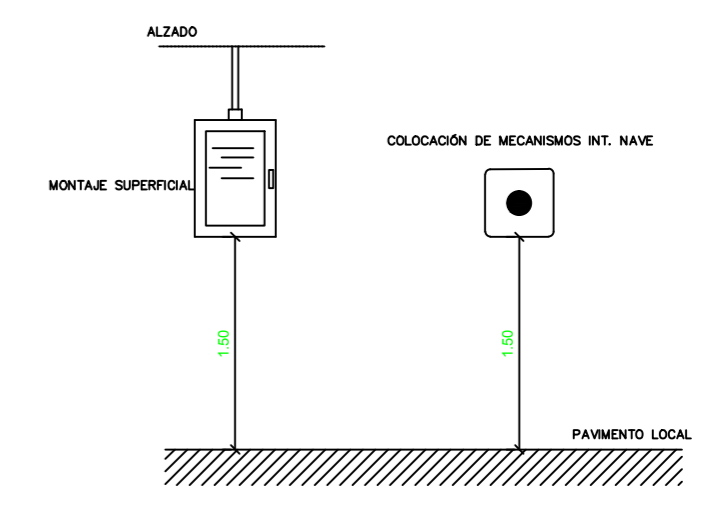 ALZADO
COLOCACIÓN DE MECANISMOS INT. NAVE
MONTAJE SUPERFICIAL
1.50
1.50
PAVIMENTO LOCAL